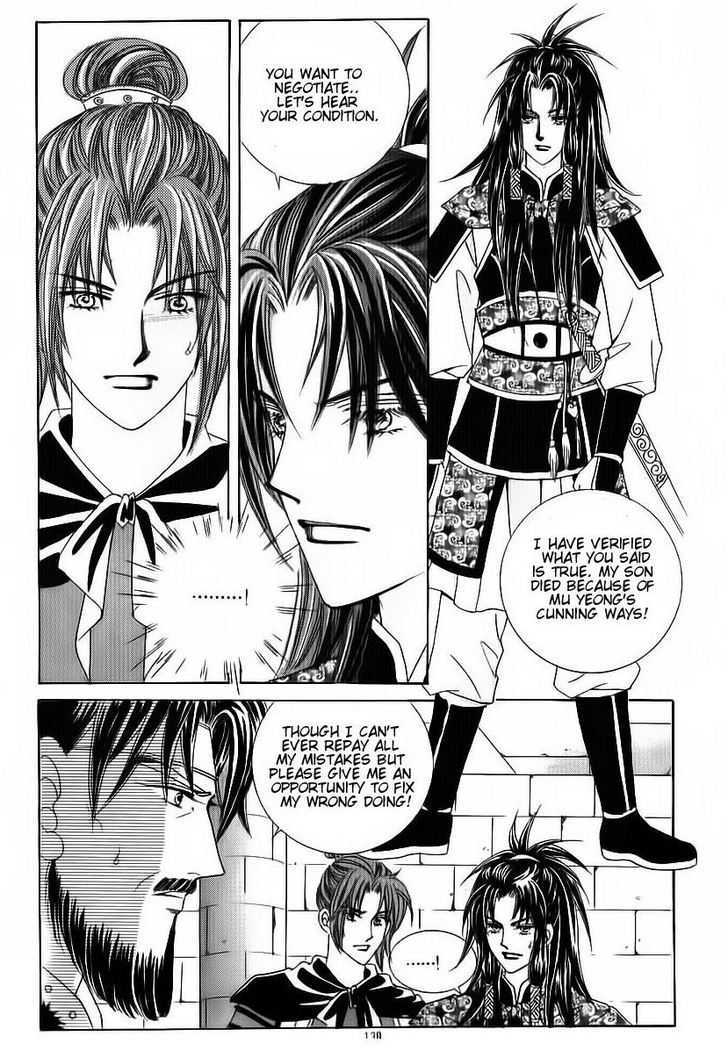 YOU WANT TO
NEGOTIATE..
LET'S HEAR
YOUR CONDITION.
.........!
I HAVE VERIFIED
WHAT YOU SAID
IS TRUE. MY SON
DIED BECAUSE OF
MU YEONG'S
CUNNING WAYS!
THOUGH I CAN'T
EVER REPAY ALL
MY MISTAKES BUT
PLEASE GIVE ME AN
OPPORTUNITY TO FIX
MY WRONG DOING!
......!